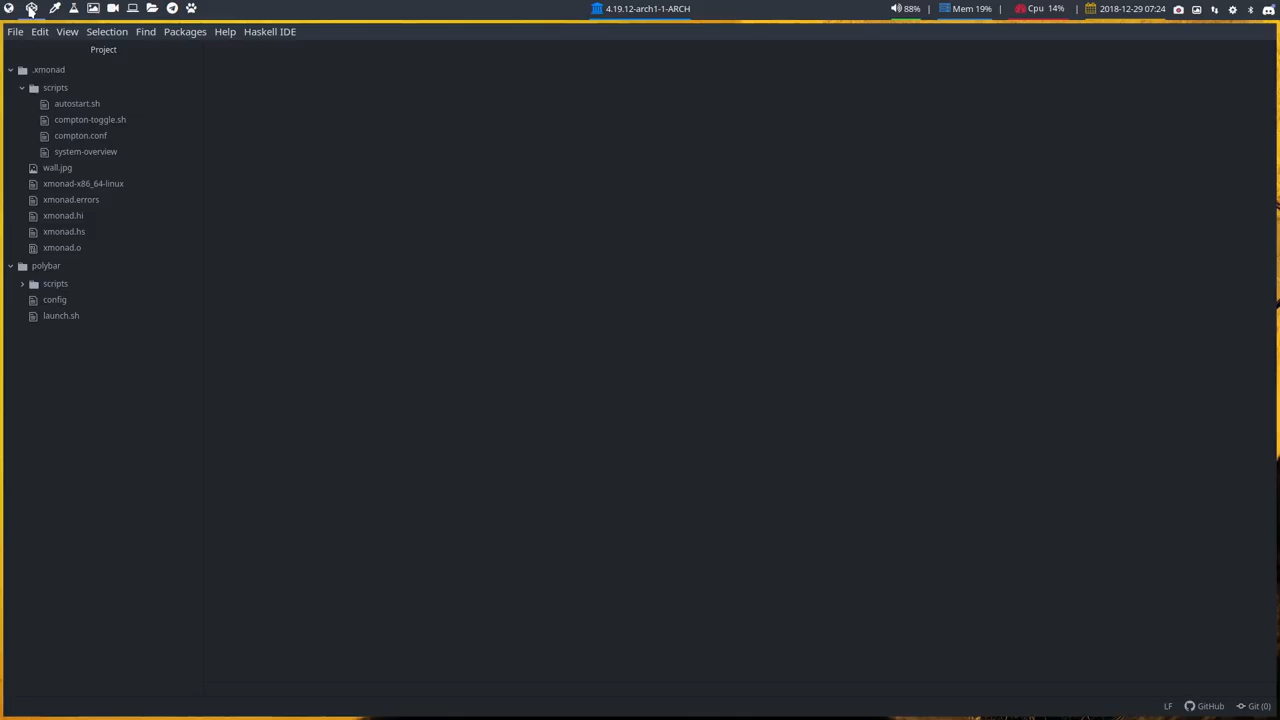 4.19.12-arch1-1-ARCH 88% | Mem 19% | Cpu 14% | 2018-12-29 07:24
File Edit View Selection Find Packages Help Haskell IDE
Project
.xmonad
scripts
autostart.sh
compton-toggle.sh
compton.conf
system-overview
wall.jpg
xmonad-x86_64-linux
xmonad.errors
xmonad.hi
xmonad.hs
xmonad.o
polybar
scripts
config
launch.sh
LF GitHub Git (0)